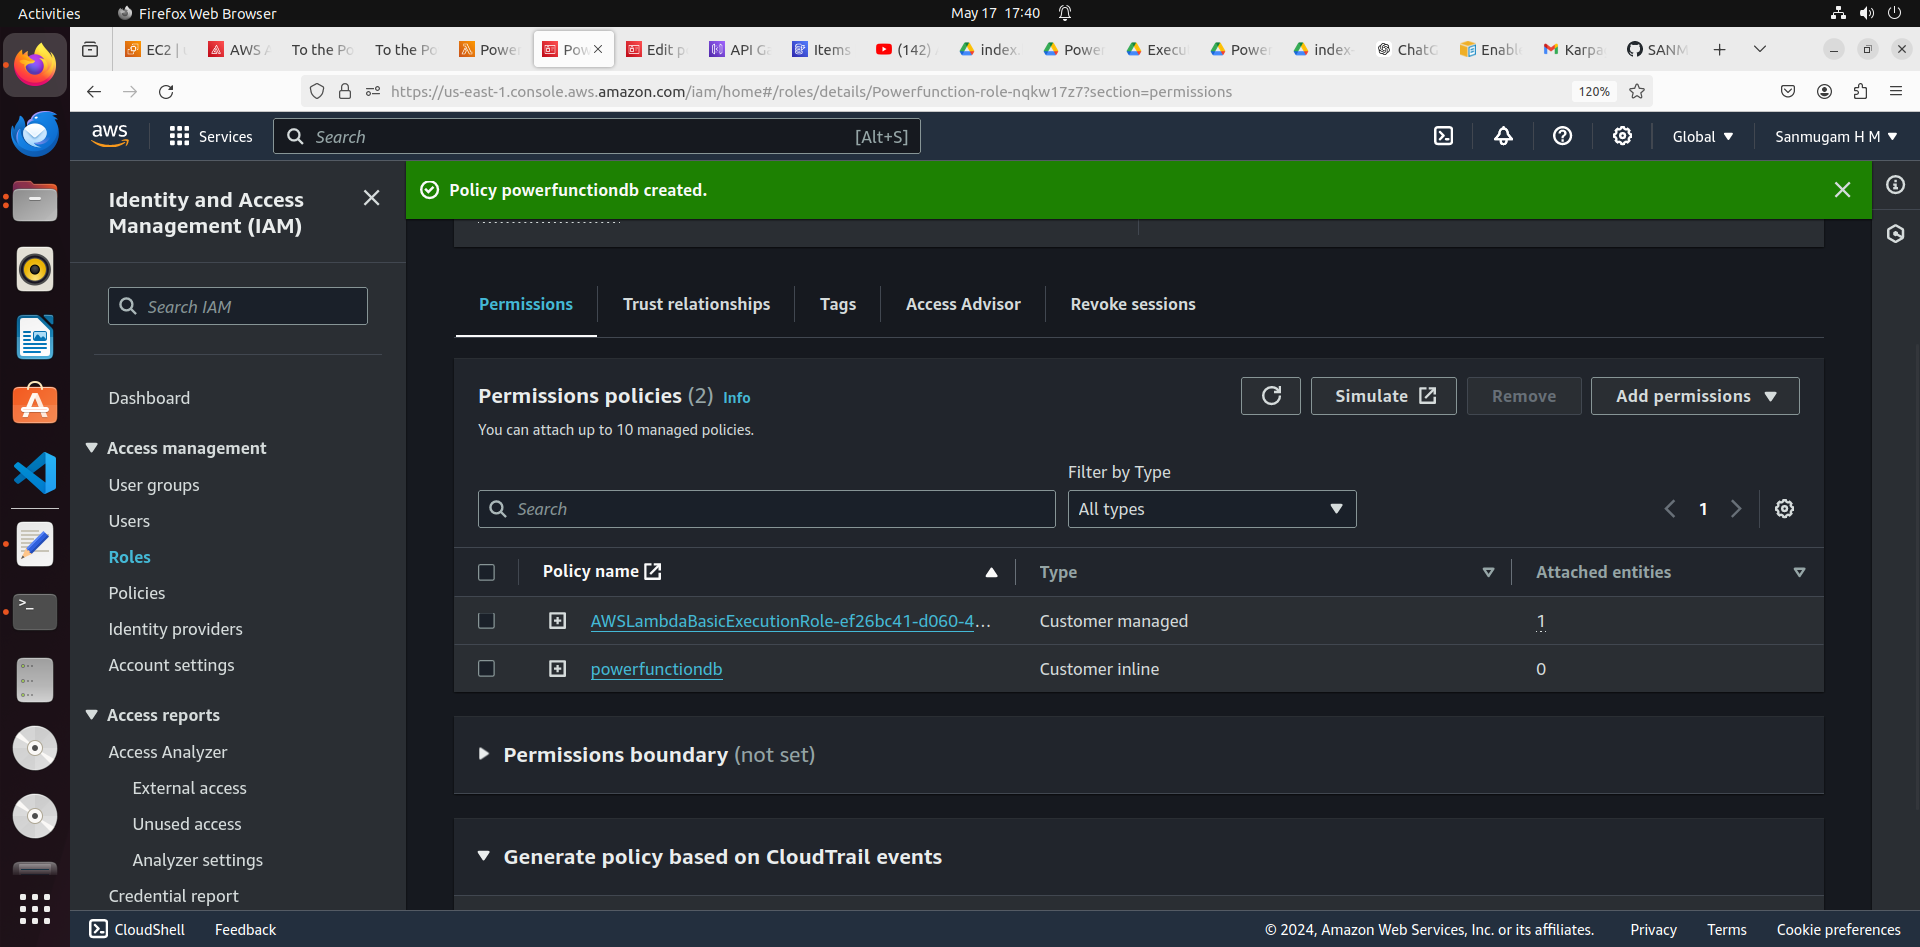 Activities
Firefox Web Browser
May 17 17:40
EC2 |
AWS
To the Po
To the Po
Power
Pow
Edit p
API Ga
Items
(142)
index.
Power
Execu
Power
index-
ChatG
Enable
Karpa
SANM
https://us-east-1.console.aws.amazon.com/iam/home#/roles/details/Powerfunction-role-nqkw17z7?section=permissions
120%
aws
Services
Search
[Alt+S]
Global
Sanmugam H M
Identity and Access
Management (IAM)
Search IAM
Dashboard
Access management
User groups
Users
Roles
Policies
Identity providers
Account settings
Access reports
Access Analyzer
External access
Unused access
Analyzer settings
Credential report
Policy powerfunctiondb created.
Permissions
Trust relationships
Tags
Access Advisor
Revoke sessions
Permissions policies (2) Info
You can attach up to 10 managed policies.
Simulate
Remove
Add permissions
Filter by Type
Search
All types
1
Policy name
Type
Attached entities
AWSLambdaBasicExecutionRole-ef26bc41-d060-4...
Customer managed
1
powerfunctiondb
Customer inline
0
Permissions boundary (not set)
Generate policy based on CloudTrail events
CloudShell
Feedback
© 2024, Amazon Web Services, Inc. or its affiliates.
Privacy
Terms
Cookie preferences